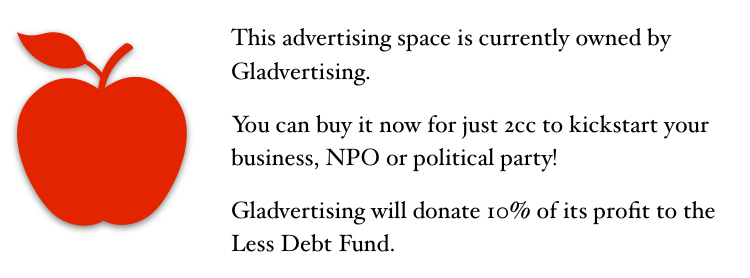 This advertising space is currently owned by
Gladvertising.
You can buy it now for just 2cc to kickstart your
business, NPO or political party!
Gladvertising will donate 10% of its profit to the
Less Debt Fund.